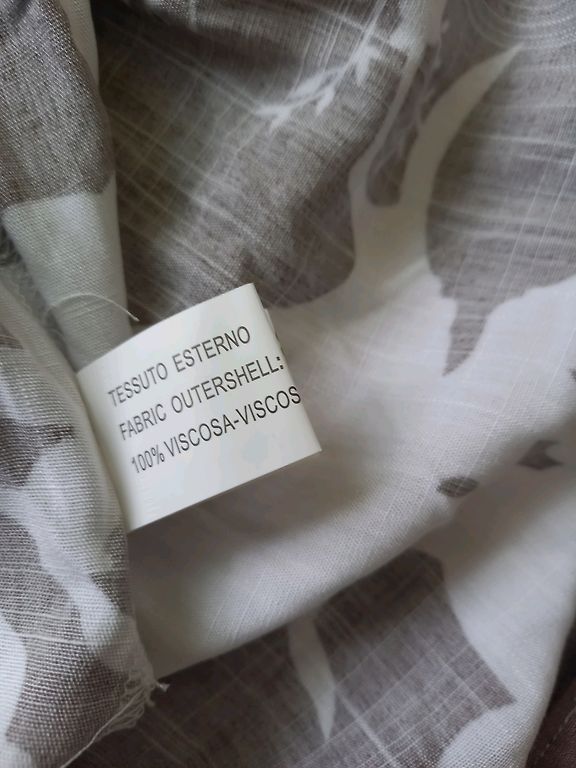 TESSUTO ESTERNO
FABRIC OUTERSHELL:
100% VISCOSA-VISCOS